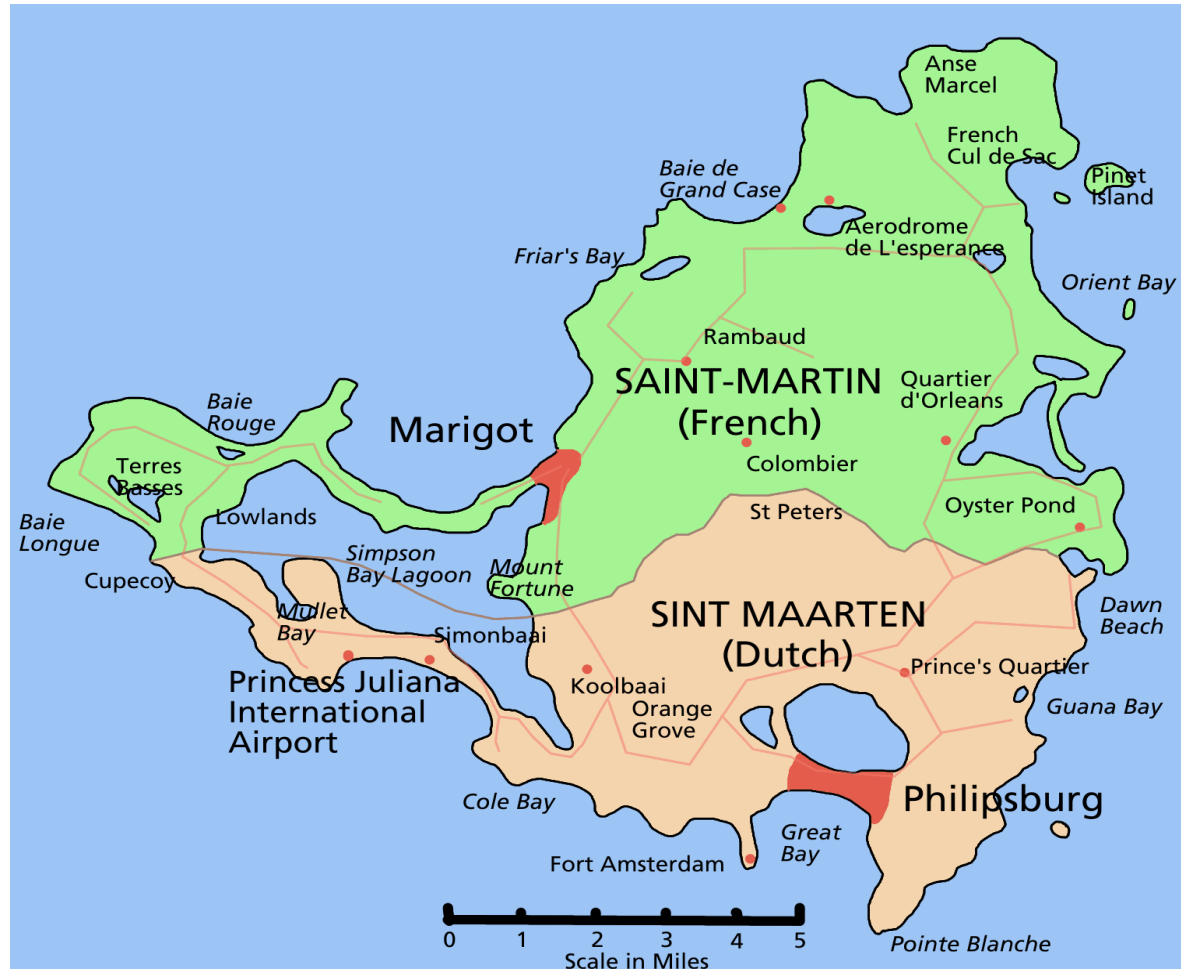 Anse
Marcel
French
Cul de Sac
Baie de
Grand Case
Pinet
Island
Aerodrome
de L'esperance
Friar's Bay
Orient Bay
Rambaud
SAINT-MARTIN
(French)
Quartier
d'Orleans
Baie
Rouge
Marigot
Colombier
Terres
Basses
Oyster Pond
St Peters
Lowlands
Baie
Longue
Simpson
Bay Lagoon
Mount
Fortune
Cupecoy
Mullet
Bay
Simonbaai
SINT MAARTEN
(Dutch)
Dawn
Beach
Prince's Quartier
Princess Juliana
International
Airport
Koolbaai
Orange
Grove
Guana Bay
Cole Bay
Philipsburg
Great
Bay
Fort Amsterdam
Pointe Blanche
0 1 2 3 4 5
Scale in Miles